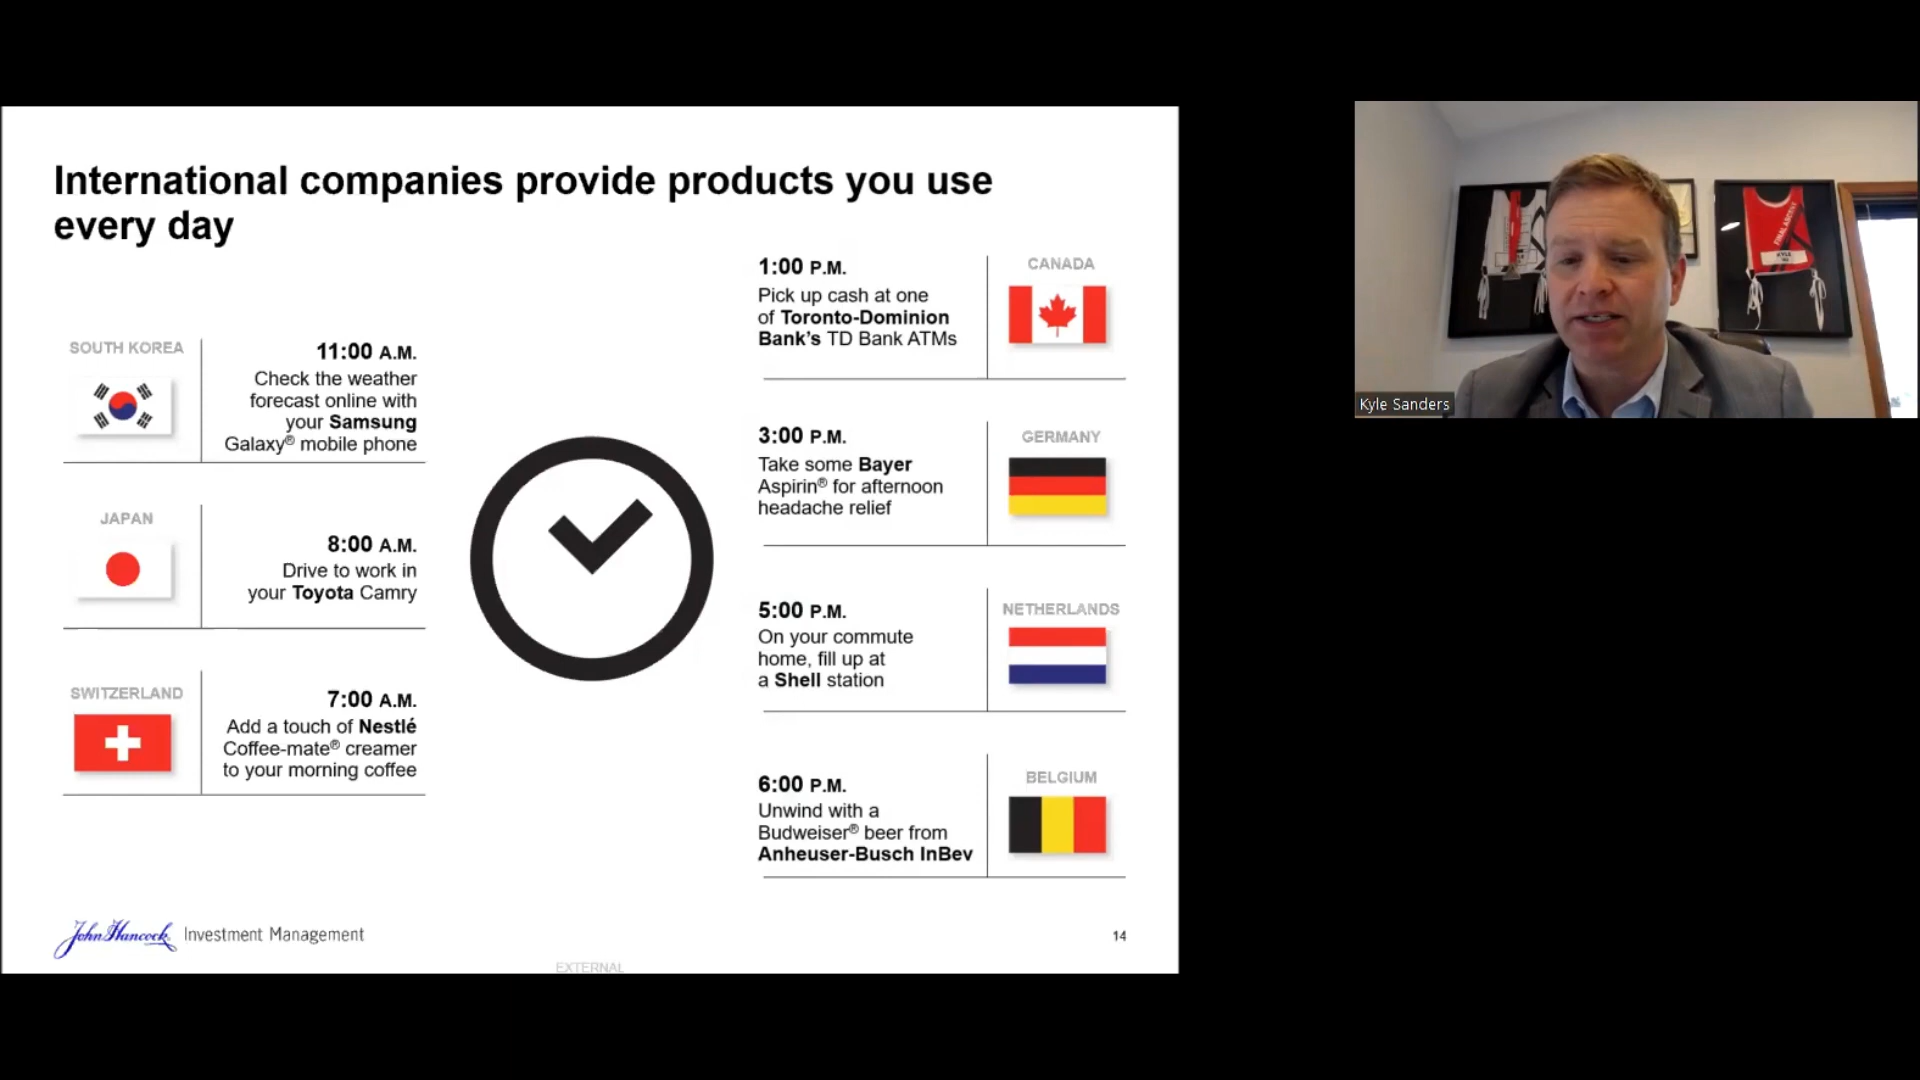 International companies provide products you use
every day
SOUTH KOREA
11:00 A.M.
Check the weather
forecast online with
your Samsung
Galaxy® mobile phone
JAPAN
8:00 A.M.
Drive to work in
your Toyota Camry
SWITZERLAND
7:00 A.M.
Add a touch of Nestlé
Coffee-mate® creamer
to your morning coffee
1:00 P.M.
Pick up cash at one
of Toronto-Dominion
Bank’s TD Bank ATMs
CANADA
3:00 P.M.
Take some Bayer
Aspirin® for afternoon
headache relief
GERMANY
5:00 P.M.
On your commute
home, fill up at
a Shell station
NETHERLANDS
6:00 P.M.
Unwind with a
Budweiser® beer from
Anheuser-Busch InBev
BELGIUM
John Hancock Investment Management
14
EXTERNAL
FINAL ASCENT
KYLE
Kyle Sanders